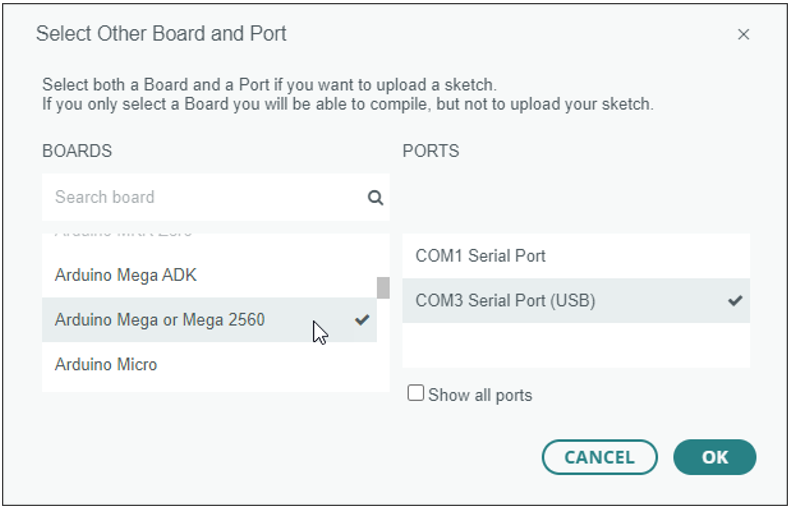 Select Other Board and Port
Select both a Board and a Port if you want to upload a sketch.
If you only select a Board you will be able to compile, but not to upload your sketch.
BOARDS
PORTS
Search board
Arduino Mega ADK
Arduino Mega or Mega 2560
Arduino Micro
COM1 Serial Port
COM3 Serial Port (USB)
Show all ports
CANCEL
OK